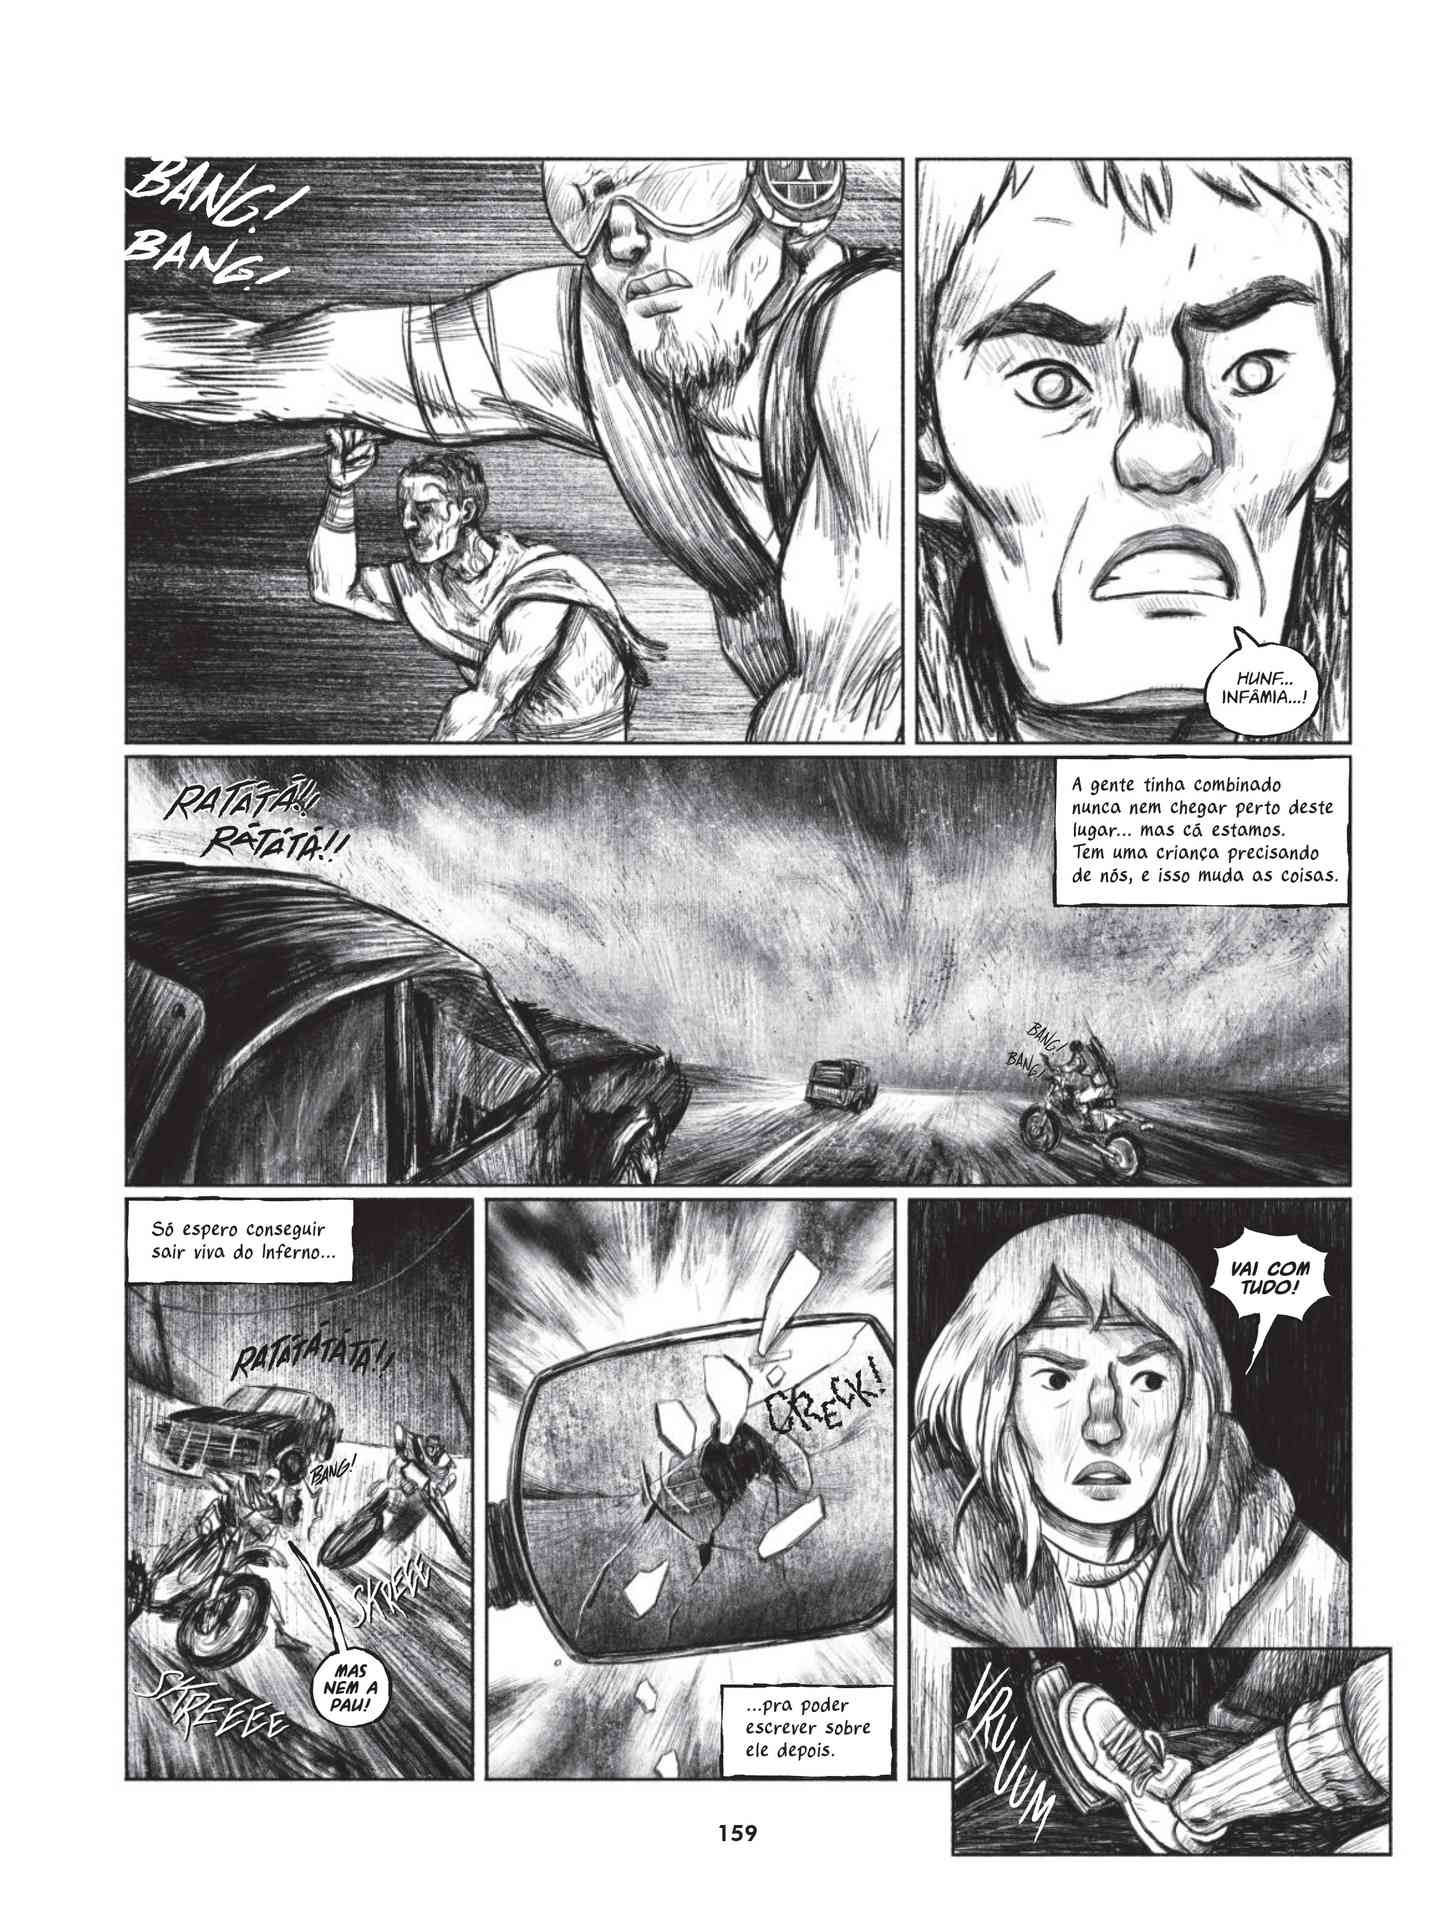 BANG!
BANG!
HUNF...
INFÂMIA...!
RATÁTÁ!!
RÁTÁTÁ!!
A gente tinha combinado
nunca nem chegar perto deste
lugar... mas cá estamos.
Tem uma criança precisando
de nós, e isso muda as coisas.
BANG!
BANG!
Só espero conseguir
sair viva do Inferno...
RATÁTÁTÁTÁ!!
BANG!
SKREEE
MAS
NEM A
PAU!
SKREEEE
CRECK!
...pra poder
escrever sobre
ele depois.
VAI COM
TUDO!
VRUUUM
159